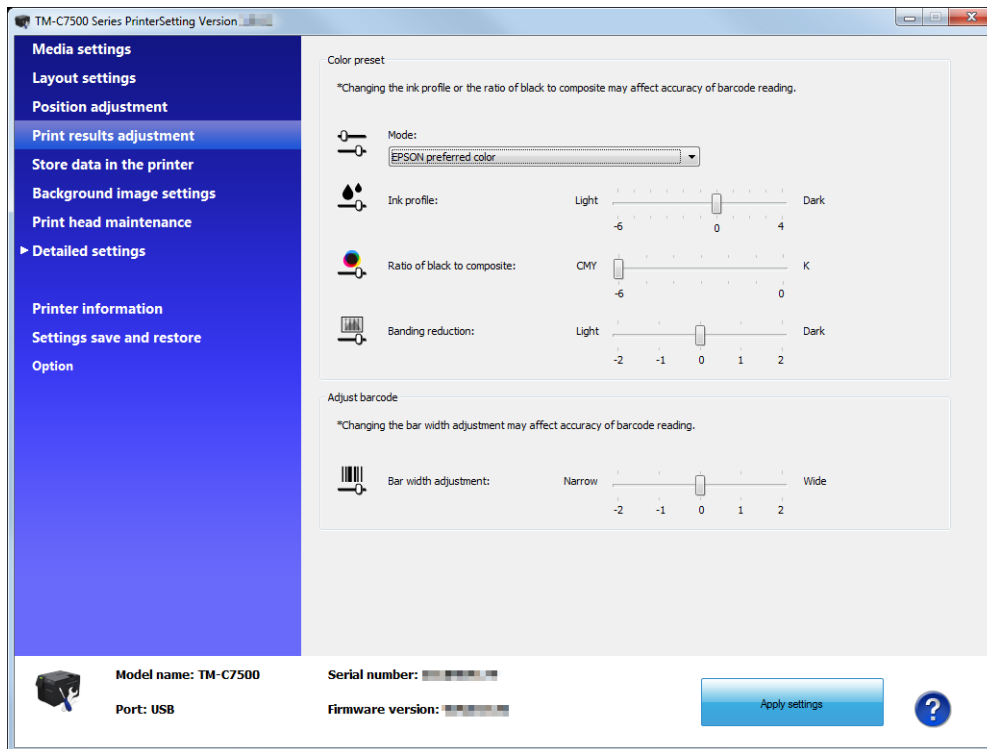 TM-C7500 Series PrinterSetting Version
Media settings
Layout settings
Position adjustment
Print results adjustment
Store data in the printer
Background image settings
Print head maintenance
Detailed settings
Printer information
Settings save and restore
Option
Color preset
*Changing the ink profile or the ratio of black to composite may affect accuracy of barcode reading.
Mode:
EPSON preferred color
Ink profile: Light Dark
-6 0 4
Ratio of black to composite: CMY K
-6 0
Banding reduction: Light Dark
-2 -1 0 1 2
Adjust barcode
*Changing the bar width adjustment may affect accuracy of barcode reading.
Bar width adjustment: Narrow Wide
-2 -1 0 1 2
Model name: TM-C7500 Serial number:
Port: USB Firmware version:
Apply settings
?